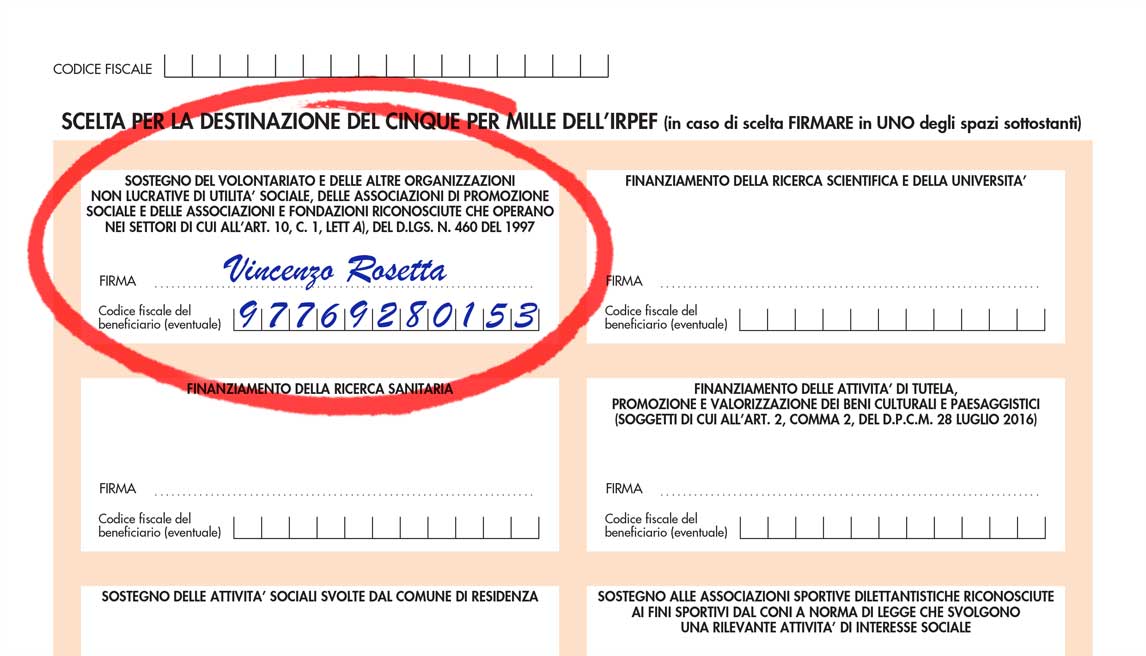 CODICE FISCALE
SCELTA PER LA DESTINAZIONE DEL CINQUE PER MILLE DELL'IRPEF (in caso di scelta FIRMARE in UNO degli spazi sottostanti)
SOSTEGNO DEL VOLONTARIATO E DELLE ALTRE ORGANIZZAZIONI
NON LUCRATIVE DI UTILITA' SOCIALE, DELLE ASSOCIAZIONI DI PROMOZIONE
SOCIALE E DELLE ASSOCIAZIONI E FONDAZIONI RICONOSCIUTE CHE OPERANO
NEI SETTORI DI CUI ALL'ART. 10, C. 1, LETT A), DEL D.LGS. N. 460 DEL 1997
FIRMA Vincenzo Rosetta
Codice fiscale del
beneficiario (eventuale) 97769280153
FINANZIAMENTO DELLA RICERCA SCIENTIFICA E DELLA UNIVERSITA'
FIRMA
Codice fiscale del
beneficiario (eventuale)
FINANZIAMENTO DELLA RICERCA SANITARIA
FIRMA
Codice fiscale del
beneficiario (eventuale)
FINANZIAMENTO DELLE ATTIVITA' DI TUTELA,
PROMOZIONE E VALORIZZAZIONE DEI BENI CULTURALI E PAESAGGISTICI
(SOGGETTI DI CUI ALL'ART. 2, COMMA 2, DEL D.P.C.M. 28 LUGLIO 2016)
FIRMA
Codice fiscale del
beneficiario (eventuale)
SOSTEGNO DELLE ATTIVITA' SOCIALI SVOLTE DAL COMUNE DI RESIDENZA
SOSTEGNO ALLE ASSOCIAZIONI SPORTIVE DILETTANTISTICHE RICONOSCIUTE
AI FINI SPORTIVI DAL CONI A NORMA DI LEGGE CHE SVOLGONO
UNA RILEVANTE ATTIVITA' DI INTERESSE SOCIALE